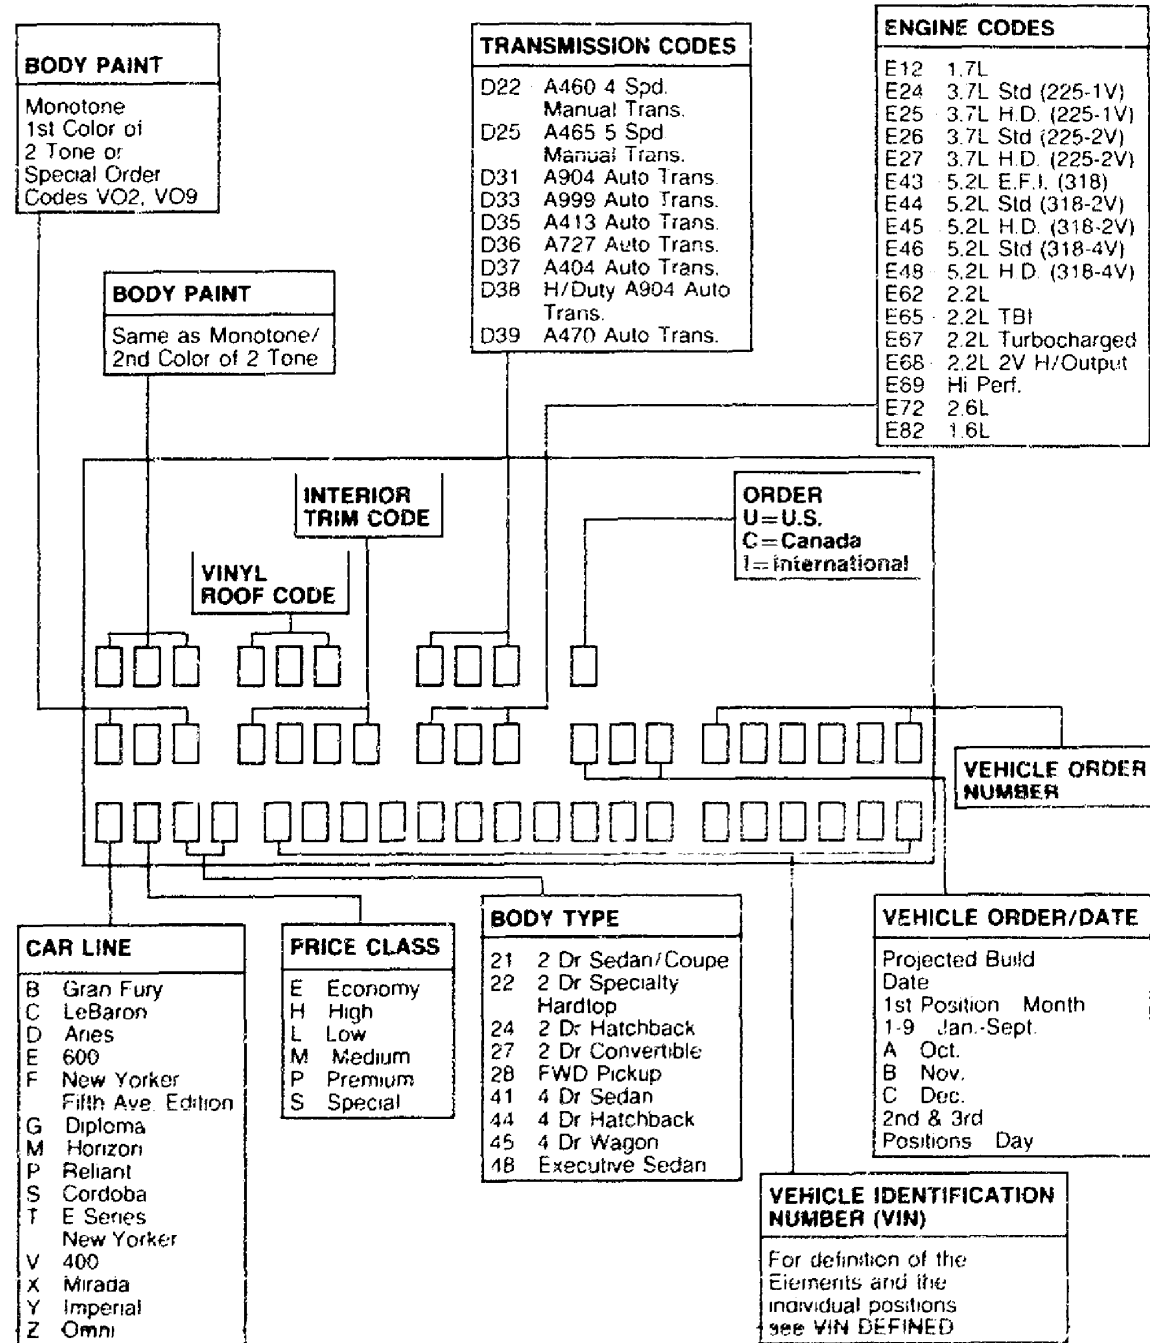 BODY PAINT
Monotone
1st Color of
2 Tone or
Special Order
Codes VO2, VO9
BODY PAINT
Same as Monotone/
2nd Color of 2 Tone
TRANSMISSION CODES
D22 A460 4 Spd.
Manual Trans.
D25 A465 5 Spd
Manual Trans.
D31 A904 Auto Trans.
D33 A999 Auto Trans.
D35 A413 Auto Trans.
D36 A727 Auto Trans.
D37 A404 Auto Trans.
D38 H/Duty A904 Auto
Trans.
D39 A470 Auto Trans.
ENGINE CODES
E12 1.7L
E24 3.7L Std (225-1V)
E25 3.7L H.D. (225-1V)
E26 3.7L Std (225-2V)
E27 3.7L H.D. (225-2V)
E43 5.2L E.F.I. (318)
E44 5.2L Std (318-2V)
E45 5.2L H.D. (318-2V)
E46 5.2L Std (318-4V)
E48 5.2L H.D. (318-4V)
E62 2.2L
E65 2.2L TBI
E67 2.2L Turbocharged
E68 2.2L 2V H/Output
E69 Hi Perf.
E72 2.6L
E82 1.6L
INTERIOR
TRIM CODE
VINYL
ROOF CODE
ORDER
U=U.S.
C=Canada
I=International
VEHICLE ORDER
NUMBER
CAR LINE
B Gran Fury
C LeBaron
D Aries
E 600
F New Yorker
Fifth Ave. Edition
G Diploma
M Horizon
P Reliant
S Cordoba
T E Series
New Yorker
V 400
X Mirada
Y Imperial
Z Omni
PRICE CLASS
E Economy
H High
L Low
M Medium
P Premium
S Special
BODY TYPE
21 2 Dr Sedan/Coupe
22 2 Dr Specialty
Hardtop
24 2 Dr Hatchback
27 2 Dr Convertible
28 FWD Pickup
41 4 Dr Sedan
44 4 Dr Hatchback
45 4 Dr Wagon
48 Executive Sedan
VEHICLE ORDER/DATE
Projected Build
Date
1st Position Month
1-9 Jan.-Sept.
A Oct.
B Nov.
C Dec.
2nd & 3rd
Positions Day
VEHICLE IDENTIFICATION
NUMBER (VIN)
For definition of the
Elements and the
individual positions
see VIN DEFINED